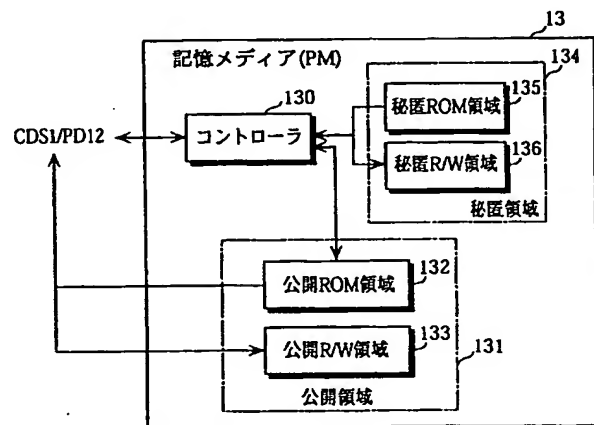 13
記憶メディア(PM)
134
130
135
秘匿ROM領域
CDS1/PD12
コントローラ
136
秘匿R/W領域
秘匿領域
132
公開ROM領域
133
公開R/W領域
131
公開領域